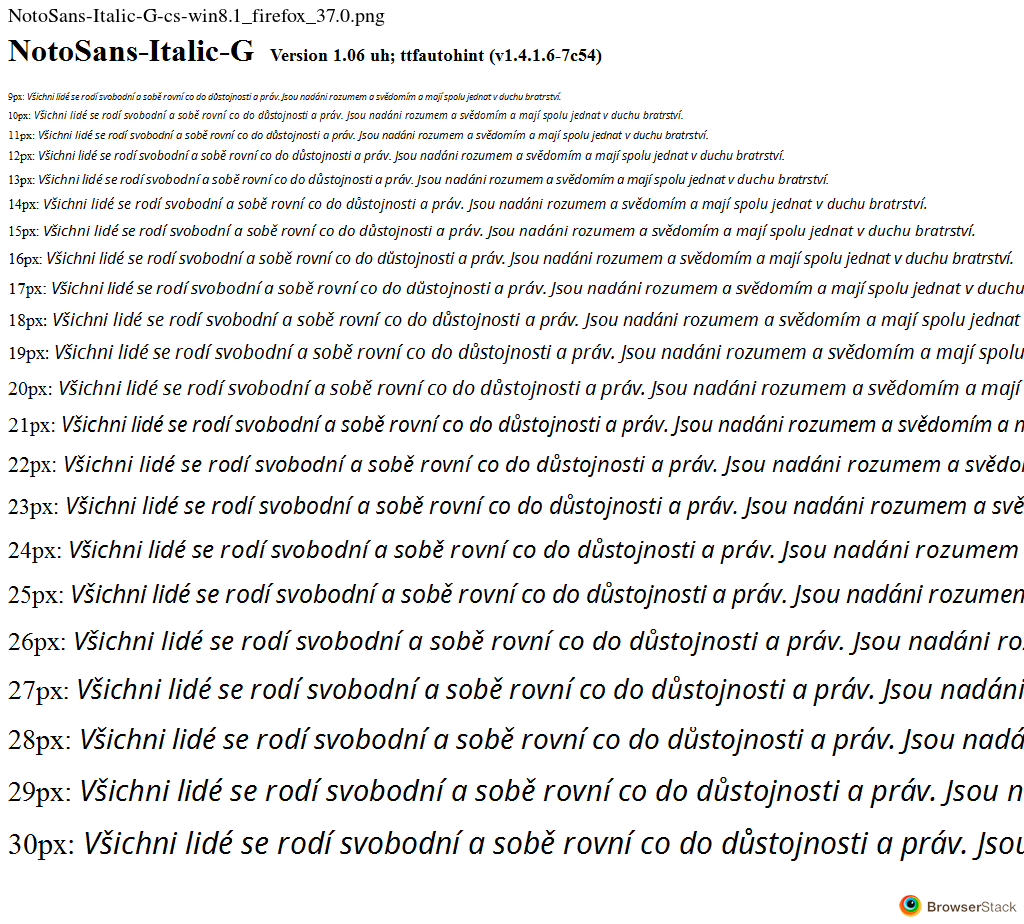 NotoSans-Italic-G-cs-win8.1_firefox_37.0.png
NotoSans-Italic-G Version 1.06 uh; ttfautohint (v1.4.1.6-7c54)
9px: Všichni lidé se rodí svobodní a sobě rovní co do důstojnosti a práv. Jsou nadáni rozumem a svědomím a mají spolu jednat v duchu bratrství.
10px: Všichni lidé se rodí svobodní a sobě rovní co do důstojnosti a práv. Jsou nadáni rozumem a svědomím a mají spolu jednat v duchu bratrství.
11px: Všichni lidé se rodí svobodní a sobě rovní co do důstojnosti a práv. Jsou nadáni rozumem a svědomím a mají spolu jednat v duchu bratrství.
12px: Všichni lidé se rodí svobodní a sobě rovní co do důstojnosti a práv. Jsou nadáni rozumem a svědomím a mají spolu jednat v duchu bratrství.
13px: Všichni lidé se rodí svobodní a sobě rovní co do důstojnosti a práv. Jsou nadáni rozumem a svědomím a mají spolu jednat v duchu bratrství.
14px: Všichni lidé se rodí svobodní a sobě rovní co do důstojnosti a práv. Jsou nadáni rozumem a svědomím a mají spolu jednat v duchu bratrství.
15px: Všichni lidé se rodí svobodní a sobě rovní co do důstojnosti a práv. Jsou nadáni rozumem a svědomím a mají spolu jednat v duchu bratrství.
16px: Všichni lidé se rodí svobodní a sobě rovní co do důstojnosti a práv. Jsou nadáni rozumem a svědomím a mají spolu jednat v duchu bratrství.
17px: Všichni lidé se rodí svobodní a sobě rovní co do důstojnosti a práv. Jsou nadáni rozumem a svědomím a mají spolu jednat v duchu
18px: Všichni lidé se rodí svobodní a sobě rovní co do důstojnosti a práv. Jsou nadáni rozumem a svědomím a mají spolu jednat
19px: Všichni lidé se rodí svobodní a sobě rovní co do důstojnosti a práv. Jsou nadáni rozumem a svědomím a mají spolu
20px: Všichni lidé se rodí svobodní a sobě rovní co do důstojnosti a práv. Jsou nadáni rozumem a svědomím a mají
21px: Všichni lidé se rodí svobodní a sobě rovní co do důstojnosti a práv. Jsou nadáni rozumem a svědomím a
22px: Všichni lidé se rodí svobodní a sobě rovní co do důstojnosti a práv. Jsou nadáni rozumem a svědo
23px: Všichni lidé se rodí svobodní a sobě rovní co do důstojnosti a práv. Jsou nadáni rozumem a svě
24px: Všichni lidé se rodí svobodní a sobě rovní co do důstojnosti a práv. Jsou nadáni rozumem
25px: Všichni lidé se rodí svobodní a sobě rovní co do důstojnosti a práv. Jsou nadáni rozumem
26px: Všichni lidé se rodí svobodní a sobě rovní co do důstojnosti a práv. Jsou nadáni ro
27px: Všichni lidé se rodí svobodní a sobě rovní co do důstojnosti a práv. Jsou nadáni
28px: Všichni lidé se rodí svobodní a sobě rovní co do důstojnosti a práv. Jsou nadá
29px: Všichni lidé se rodí svobodní a sobě rovní co do důstojnosti a práv. Jsou n
30px: Všichni lidé se rodí svobodní a sobě rovní co do důstojnosti a práv. Jsou
BrowserStack